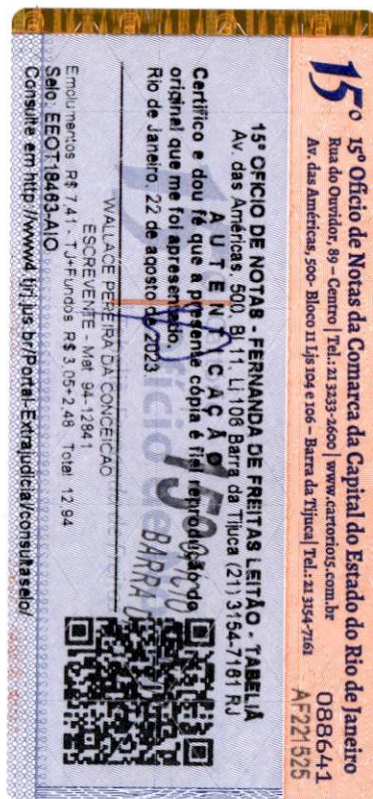 15º 15º Ofício de Notas da Comarca da Capital do Estado do Rio de Janeiro
Rua do Ouvidor, 89 – Centro | Tel.: 21 3233-2600 | www.cartorio15.com.br
Av. das Américas, 500 – Bloco 11 Ljs 104 e 106 – Barra da Tijuca | Tel.: 21 3154-7161
088641
AF221525
15º OFICIO DE NOTAS - FERNANDA DE FREITAS LEITÃO - TABELIÃ
Av. das Américas, 500, Bl 11, Lj 106 Barra da Tijuca (21) 3154-7161 RJ
AUTENTICAÇÃO
Certifico e dou fé que a presente cópia é fiel reprodução do
original que me foi apresentado.
Rio de Janeiro, 22 de agosto de 2023
15º OFÍCIO
BARRA
WALLACE PEREIRA DA CONCEICAO
ESCREVENTE - Mat. 94-12841
Emolumentos: R$ 7,41 - TJ+Fundos: R$ 3,05+2,48 Total: 12,94
Selo: EEOT18463-AIO
Consulte em http://www4.tjrj.jus.br/Portal-Extrajudicial/consultaselo/